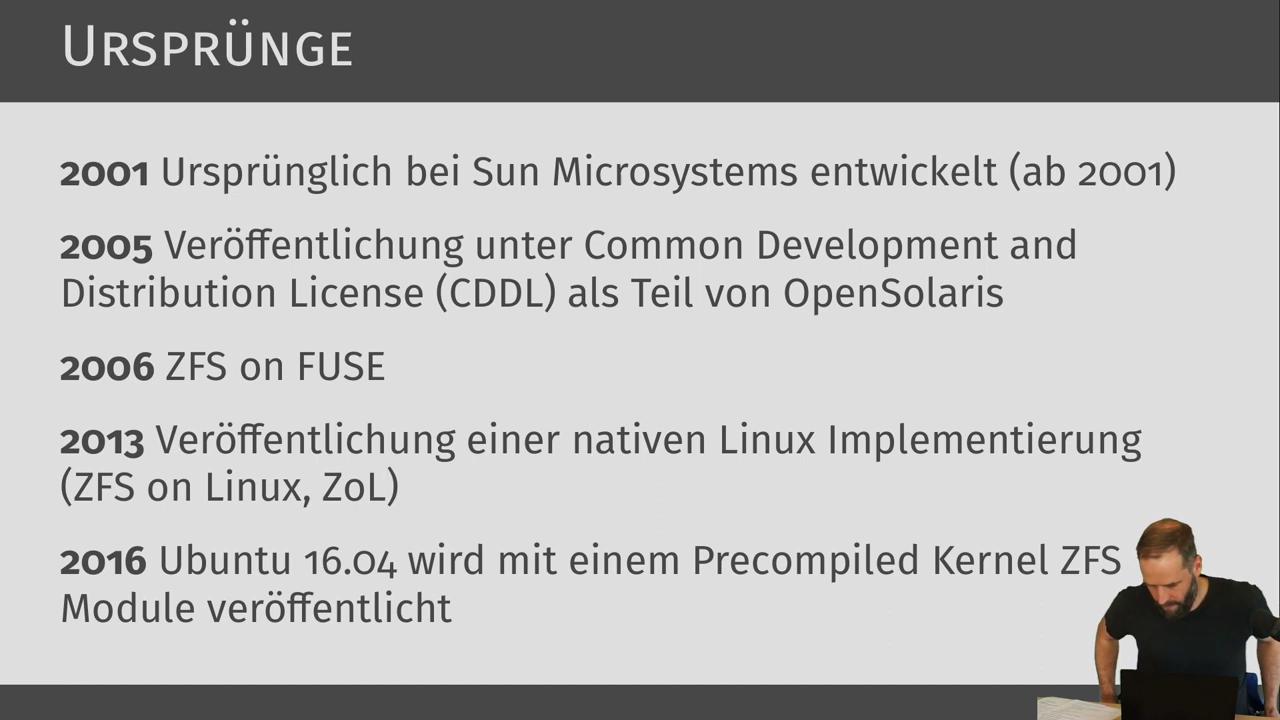 URSPRÜNGE
2001 Ursprünglich bei Sun Microsystems entwickelt (ab 2001)
2005 Veröffentlichung unter Common Development and
Distribution License (CDDL) als Teil von OpenSolaris
2006 ZFS on FUSE
2013 Veröffentlichung einer nativen Linux Implementierung
(ZFS on Linux, ZoL)
2016 Ubuntu 16.04 wird mit einem Precompiled Kernel ZFS
Module veröffentlicht